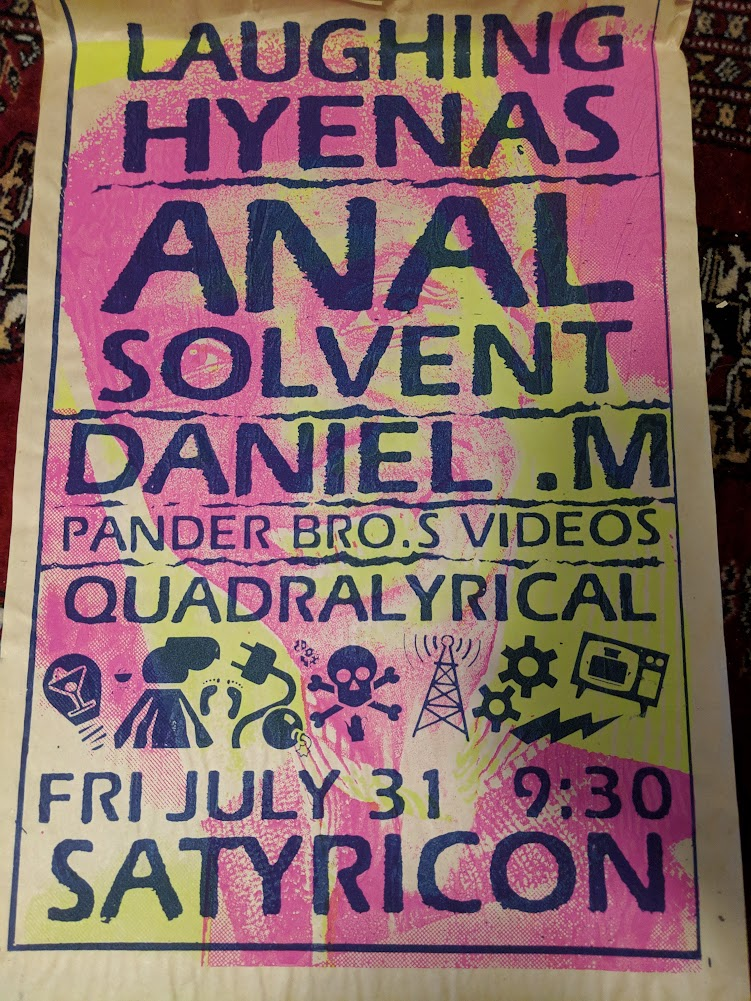 LAUGHING
HYENAS
ANAL
SOLVENT
DANIEL .M
PANDER BRO.S VIDEOS
QUADRALYRICAL
FRI JULY 31 9:30
SATYRICON